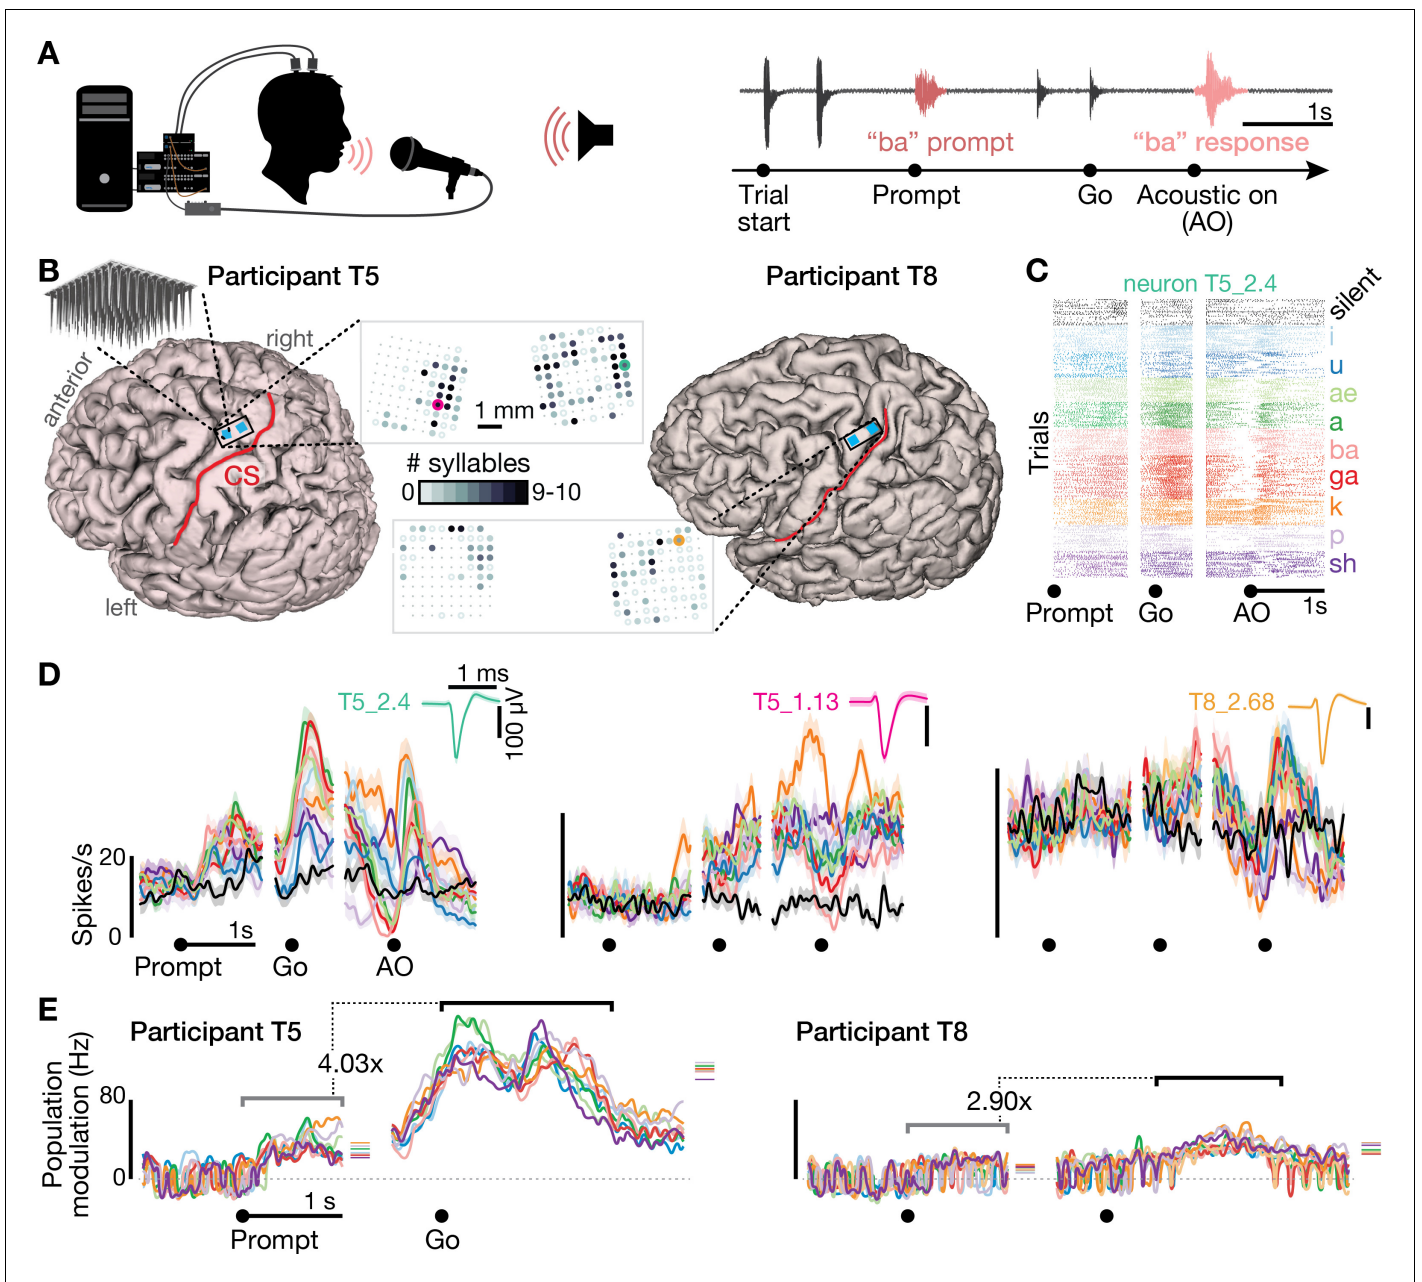 A
"ba" prompt
"ba" response
1s
Trial
start
Prompt
Go
Acoustic on
(AO)
B
Participant T5
Participant T8
anterior
right
left
CS
1 mm
# syllables
0
9-10
C
neuron T5_2.4
silent
i
u
ae
a
ba
ga
k
p
sh
Trials
Prompt
Go
AO
1s
D
T5_2.4
1 ms
100 µV
T5_1.13
T8_2.68
Spikes/s
20
0
1s
Prompt
Go
AO
E
Participant T5
Participant T8
Population
modulation (Hz)
80
0
4.03x
2.90x
1 s
Prompt
Go